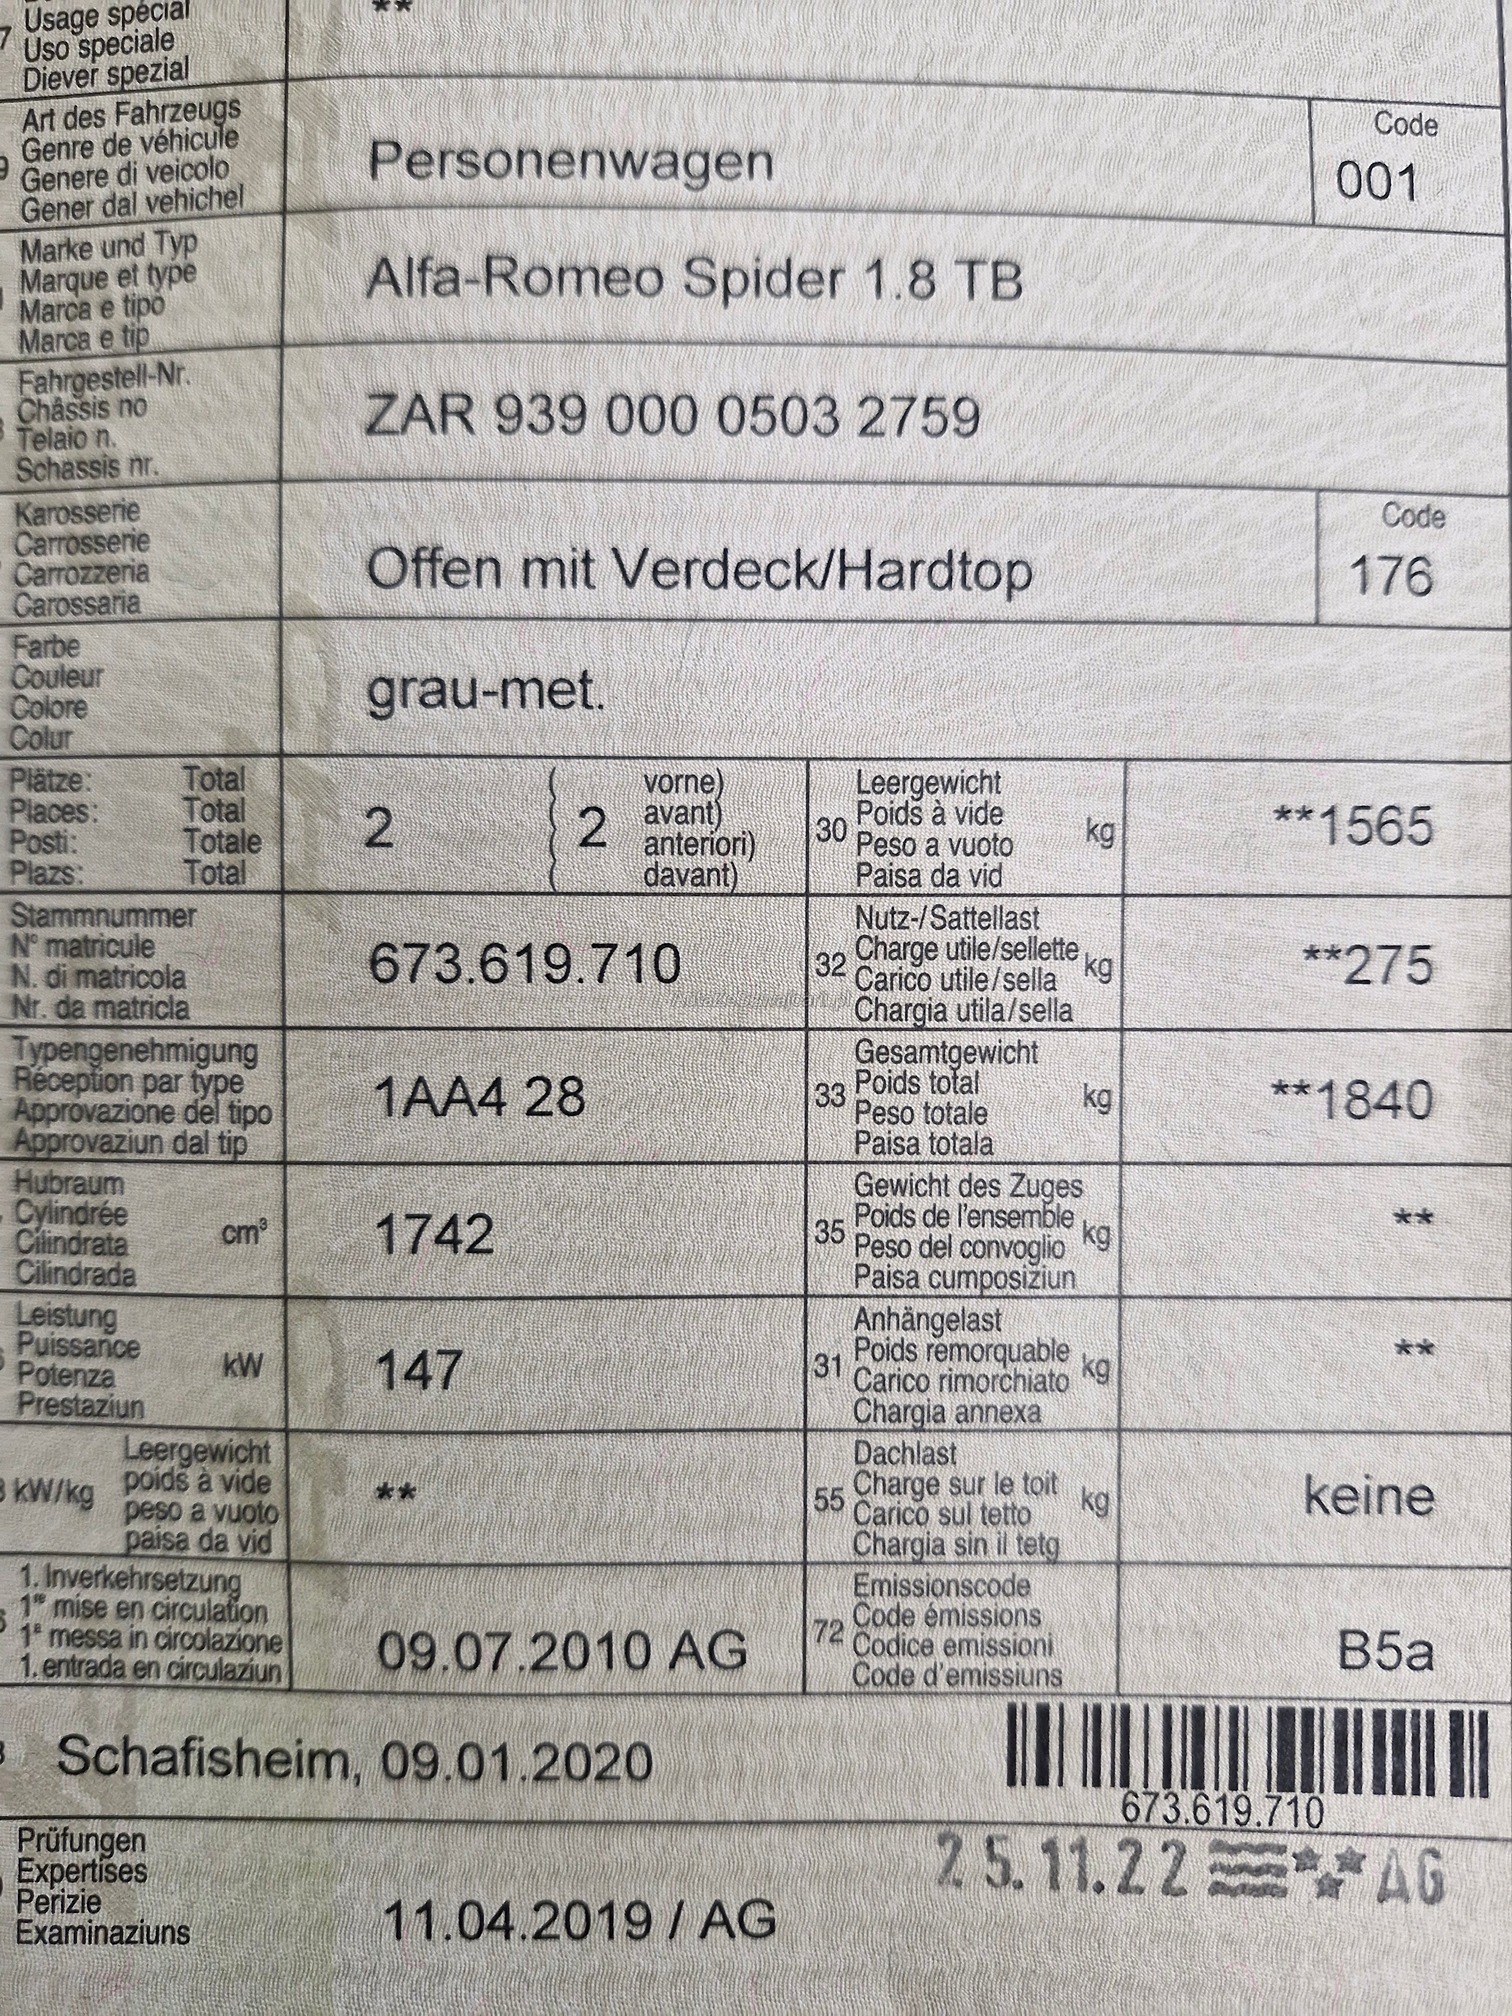 7 Usage spécial **
Uso speciale
Diever spezial
Art des Fahrzeugs
Genre de véhicule
Genere di veicolo
Gener dal vehichel
Personenwagen
Code
001
Marke und Typ
Marque et type
Marca e tipo
Marca e tip
Alfa-Romeo Spider 1.8 TB
Fahrgestell-Nr.
Châssis no
Telaio n.
Schassis nr.
ZAR 939 000 0503 2759
Karosserie
Carrosserie
Carrozzeria
Carossaria
Offen mit Verdeck/Hardtop
Code
176
Farbe
Couleur
Colore
Colur
grau-met.
Plätze: Total
Places: Total
Posti: Totale
Plazs: Total
2 ( 2 vorne)
avant)
anteriori)
davant)
30 Leergewicht
Poids à vide
Peso a vuoto
Paisa da vid
kg
**1565
Stammnummer
N° matricule
N. di matricola
Nr. da matricla
673.619.710
32 Nutz-/Sattellast
Charge utile/sellette
Carico utile/sella
Chargia utila/sella
kg
**275
Typengenehmigung
Réception par type
Approvazione del tipo
Approvaziun dal tip
1AA4 28
33 Gesamtgewicht
Poids total
Peso totale
Paisa totala
kg
**1840
Hubraum
Cylindrée
Cilindrata
Cilindrada
cm³
1742
35 Gewicht des Zuges
Poids de l'ensemble
Peso del convoglio
Paisa cumposiziun
kg
**
Leistung
Puissance
Potenza
Prestaziun
kW
147
31 Anhängelast
Poids remorquable
Carico rimorchiato
Chargia annexa
kg
**
kW/kg
Leergewicht
poids à vide
peso a vuoto
paisa da vid
**
55 Dachlast
Charge sur le toit
Carico sul tetto
Chargia sin il tetg
kg
keine
1. Inverkehrsetzung
1re mise en circulation
1a messa in circolazione
1. entrada en circulaziun
09.07.2010 AG
72 Emissionscode
Code émissions
Codice emissioni
Code d'emissiuns
B5a
Schafisheim, 09.01.2020
673.619.710
Prüfungen
Expertises
Perizie
Examinaziuns
11.04.2019 / AG
25.11.22 AG